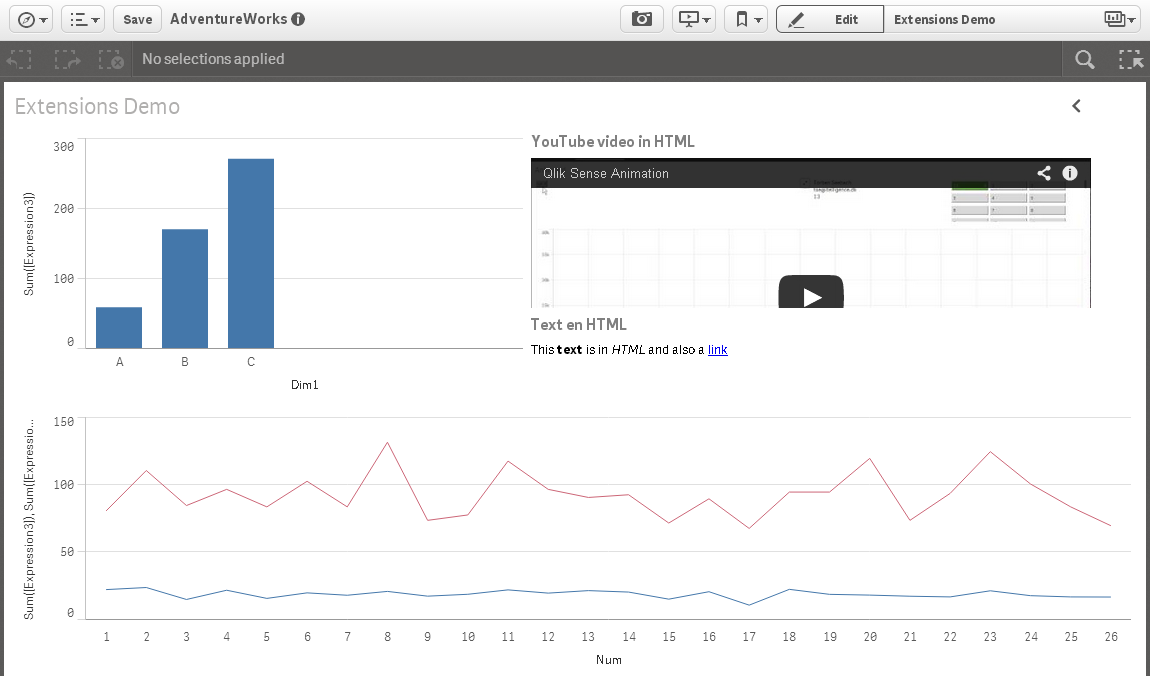 Save
AdventureWorks
Edit
Extensions Demo
No selections applied
Extensions Demo
300
200
100
0
Sum([Expression3])
A B C
Dim1
YouTube video in HTML
Qlik Sense Animation
Text en HTML
This text is in HTML and also a link
150
100
50
0
Sum([Expression3]), Sum([Expressio...
1 2 3 4 5 6 7 8 9 10 11 12 13 14 15 16 17 18 19 20 21 22 23 24 25 26
Num